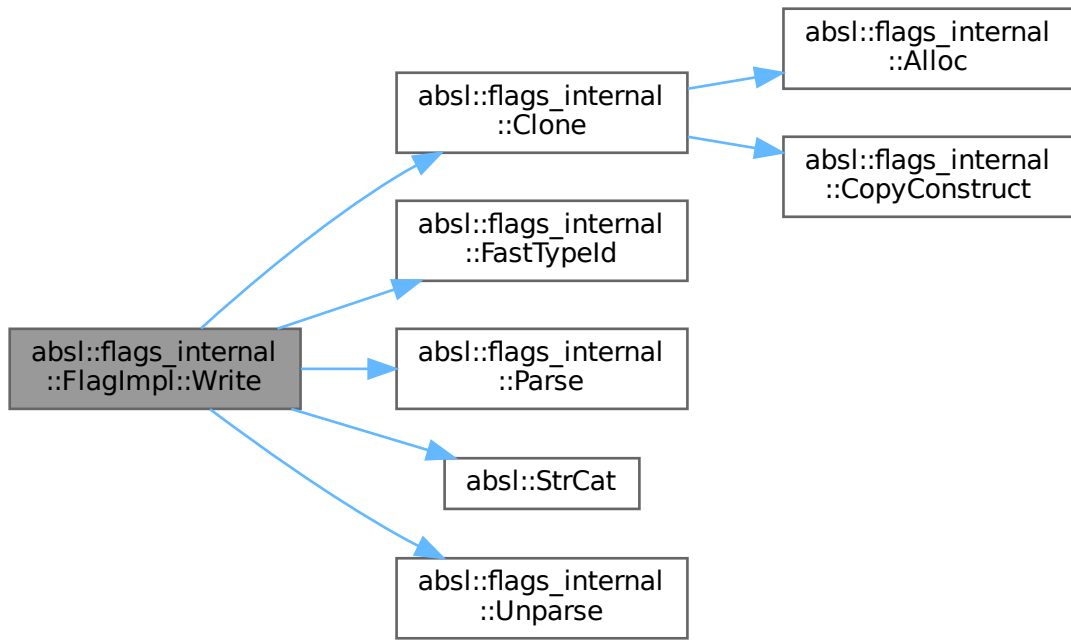 absl::flags_internal
::FlagImpl::Write
absl::flags_internal
::Clone
absl::flags_internal
::Alloc
absl::flags_internal
::CopyConstruct
absl::flags_internal
::FastTypeId
absl::flags_internal
::Parse
absl::StrCat
absl::flags_internal
::Unparse